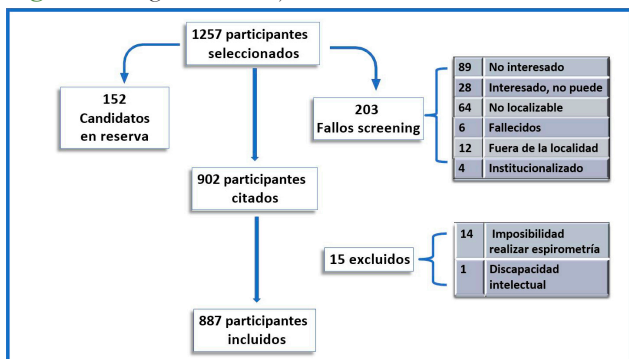 1257 participantes
seleccionados
152
Candidatos
en reserva
203
Fallos screening
89 No interesado
28 Interesado, no puede
64 No localizable
6 Fallecidos
12 Fuera de la localidad
4 Institucionalizado
902 participantes
citados
15 excluidos
14 Imposibilidad
realizar espirometría
1 Discapacidad
intelectual
887 participantes
incluidos